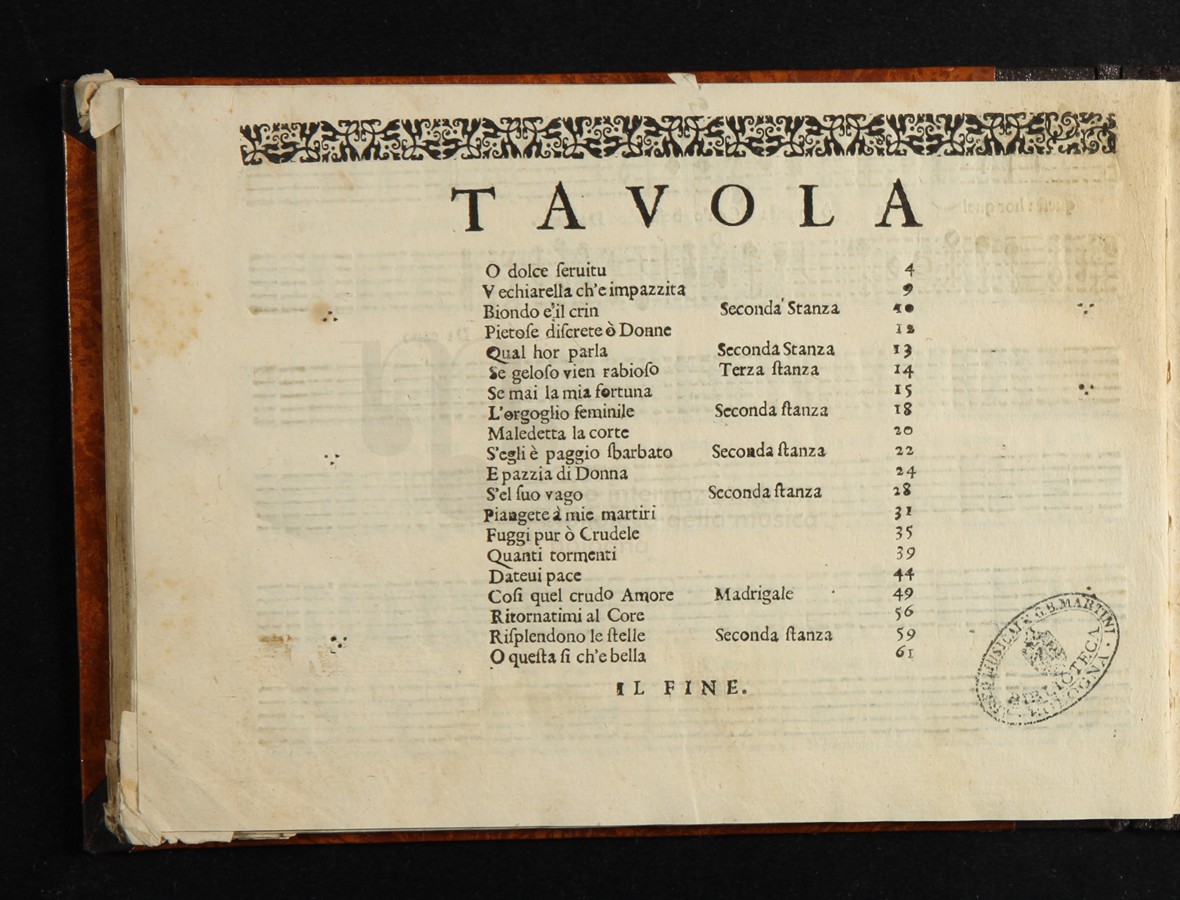 TAVOLA
O dolce ſeruitu 4
Vechiarella ch'e impazzita 9
Biondo e'il crin Seconda Stanza 10
Pietoſe diſcrete ò Donne 12
Qual hor parla Seconda Stanza 13
Se geloſo vien rabioſo Terza ſtanza 14
Se mai la mia fortuna 15
L'orgoglio feminile Seconda ſtanza 18
Maledetta la corte 20
S'egli è paggio ſbarbato Seconda ſtanza 22
E pazzia di Donna 24
S'el ſuo vago Seconda ſtanza 28
Piangete à mie martiri 31
Fuggi pur ò Crudele 35
Quanti tormenti 39
Dateui pace 44
Coſi quel crudo Amore Madrigale 49
Ritornatimi al Core 56
Riſplendono le ſtelle Seconda ſtanza 59
O queſta ſi ch'e bella 61
IL FINE.
G.B. MARTINI
BIBLIOTECA
BOLOGNA